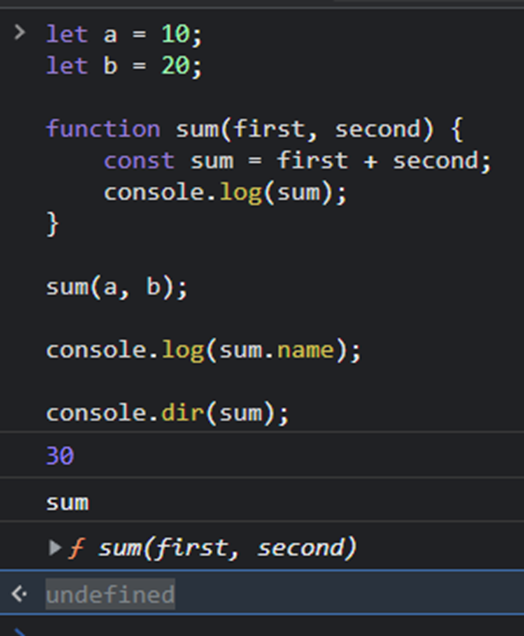 let a = 10;
let b = 20;
function sum(first, second) {
const sum = first + second;
console.log(sum);
}
sum(a, b);
console.log(sum.name);
console.dir(sum);
30
sum
ƒ sum(first, second)
undefined